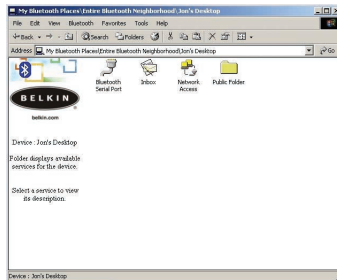 My Bluetooth Places\Entire Bluetooth Neighborhood\Jon's Desktop
File Edit View Bluetooth Favorites Tools Help
Back Search Folders
Address My Bluetooth Places\Entire Bluetooth Neighborhood\Jon's Desktop Go
Bluetooth Serial Port
Inbox
Network Access
Public Folder
BELKIN
belkin.com
Device : Jon's Desktop
Folder displays available
services for the device.
Select a service to view
its description.
Device : Jon's Desktop